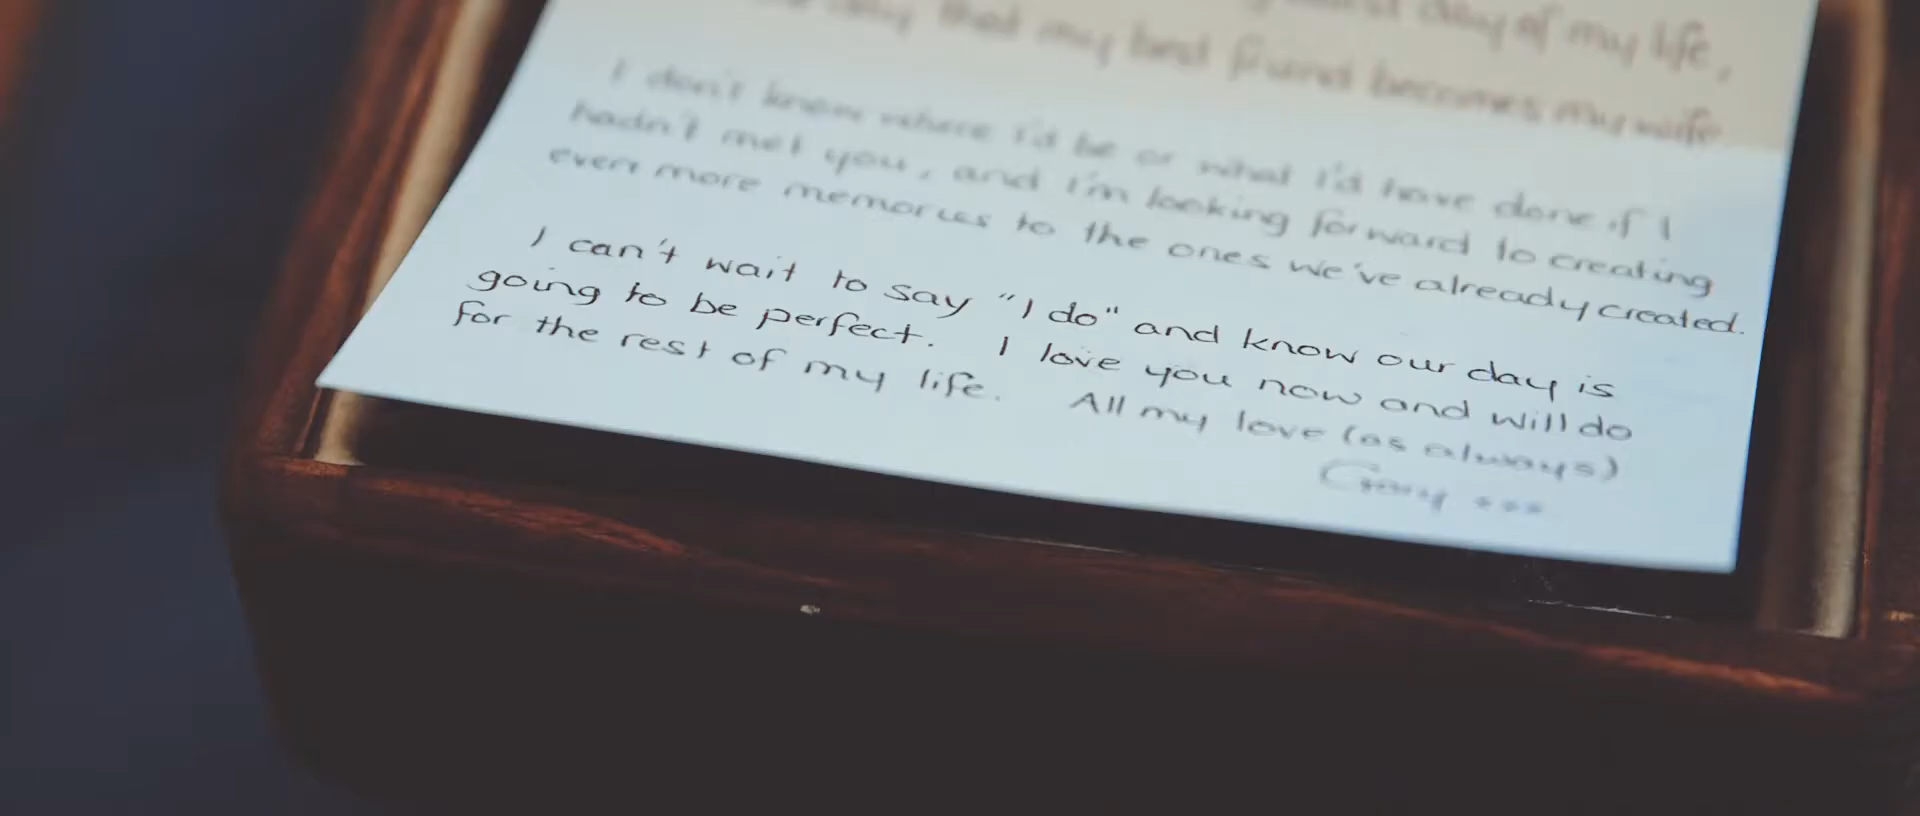 day of my life,
day that my best friend becomes my wife.
I don't know where I'd be or what I'd have done if I
hadn't met you, and I'm looking forward to creating
even more memories to the ones we've already created.
I can't wait to say "I do" and know our day is
going to be perfect. I love you now and will do
for the rest of my life. All my love (as always)
xxx